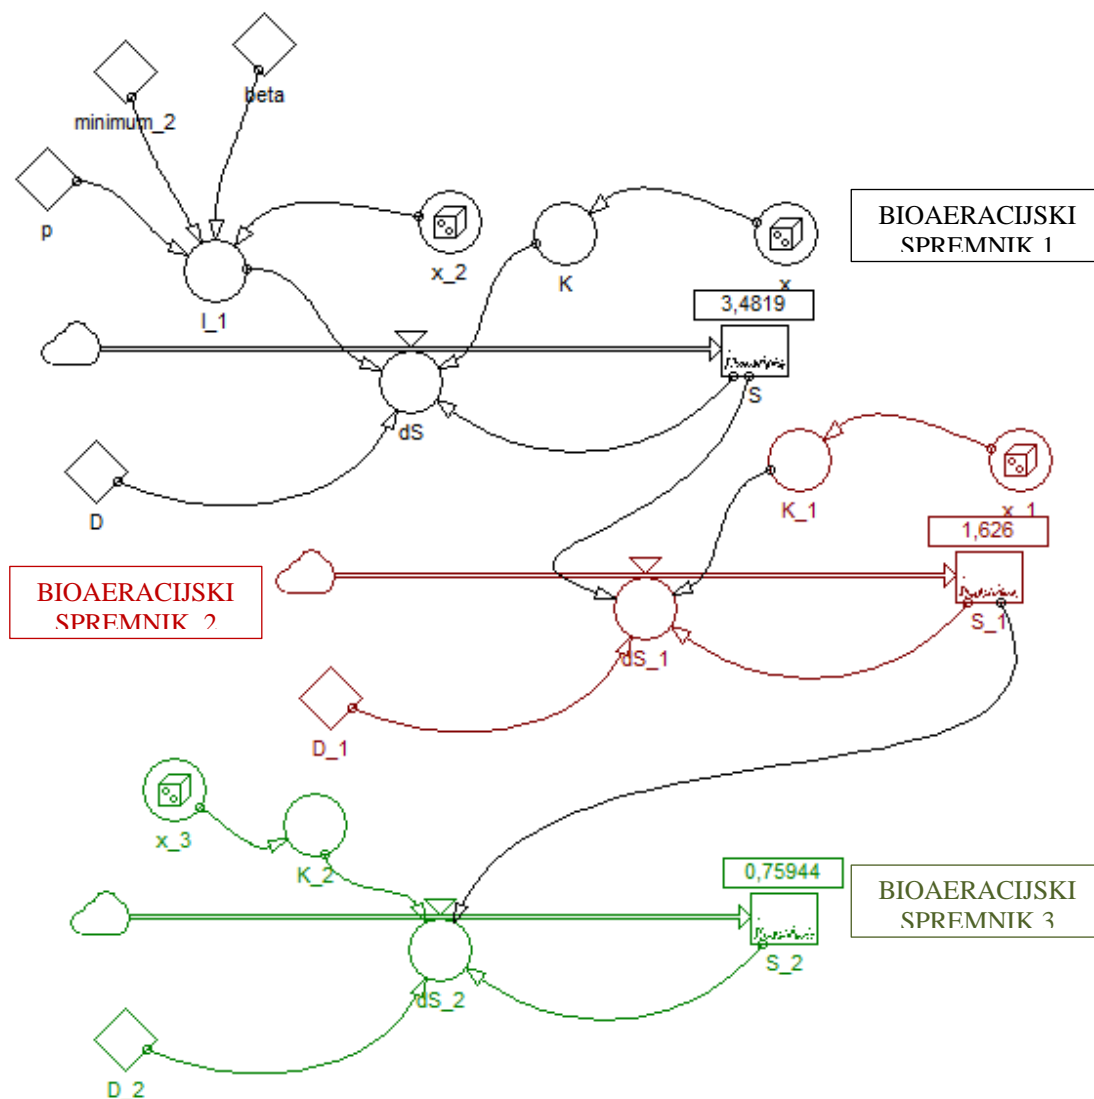 beta
minimum_2
p
x_2
K
x
BIOAERACIJSKI
SPREMNIK 1
I_1
3,4819
S
dS
D
K_1
x_1
1,626
BIOAERACIJSKI
SPREMNIK 2
S_1
dS_1
D_1
x_3
K_2
0,75944
BIOAERACIJSKI
SPREMNIK 3
S_2
dS_2
D_2